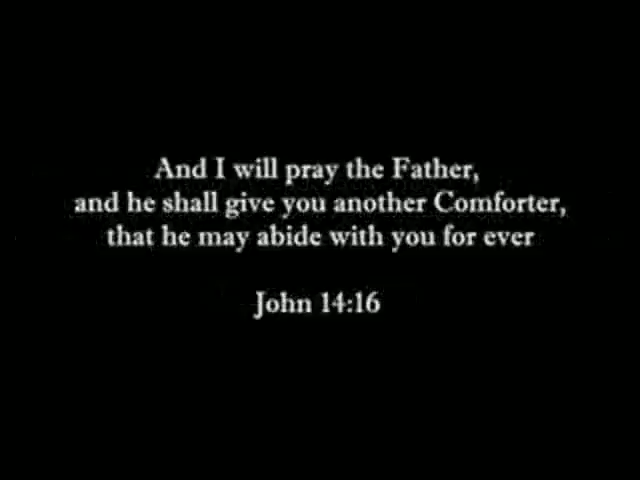 And I will pray the Father,
and he shall give you another Comforter,
that he may abide with you for ever
John 14:16